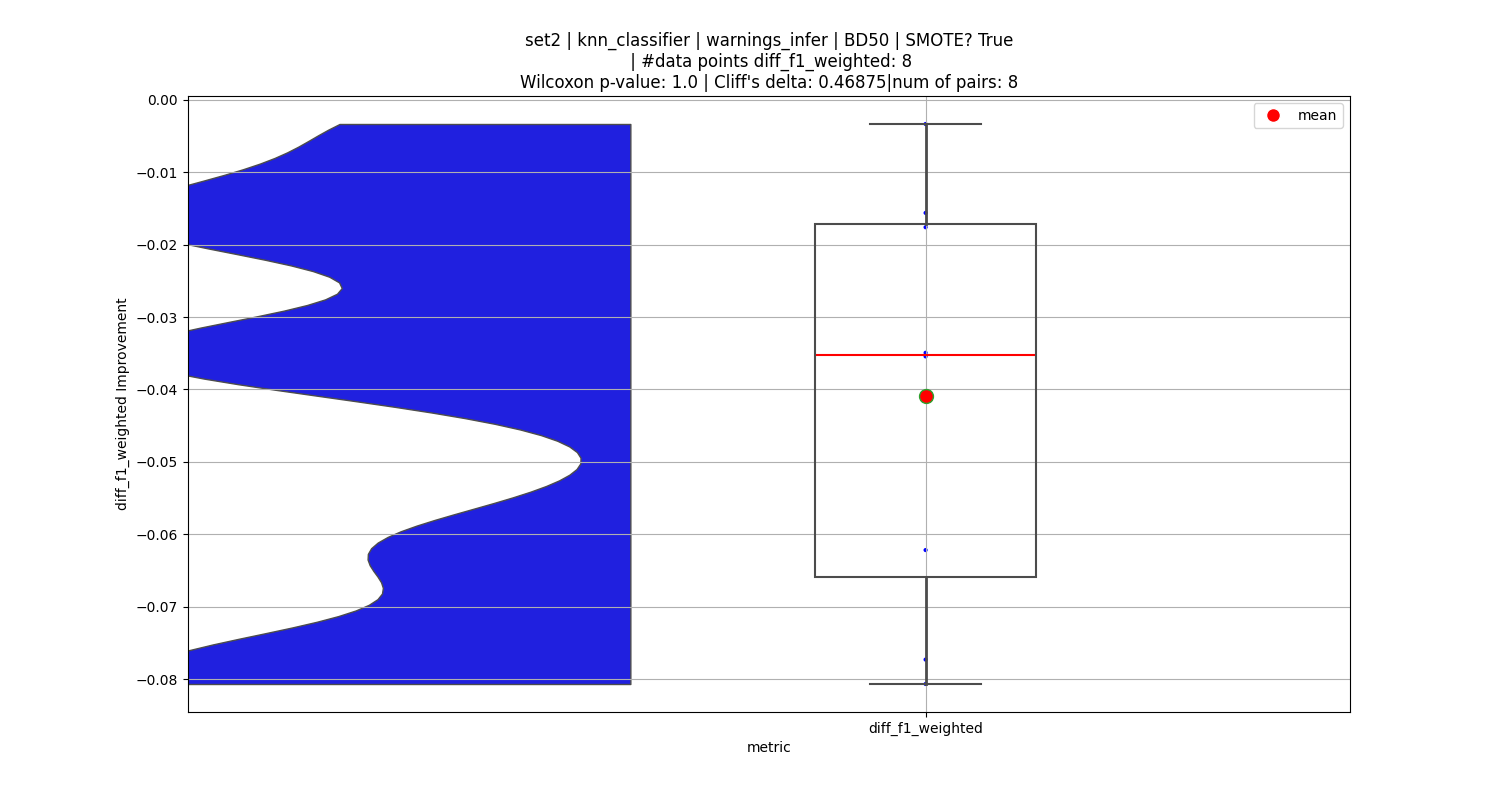 set2 | knn_classifier | warnings_infer | BD50 | SMOTE? True
| #data points diff_f1_weighted: 8
Wilcoxon p-value: 1.0 | Cliff's delta: 0.46875|num of pairs: 8
mean
0.00
−0.01
−0.02
−0.03
−0.04
−0.05
−0.06
−0.07
−0.08
diff_f1_weighted Improvement
diff_f1_weighted
metric